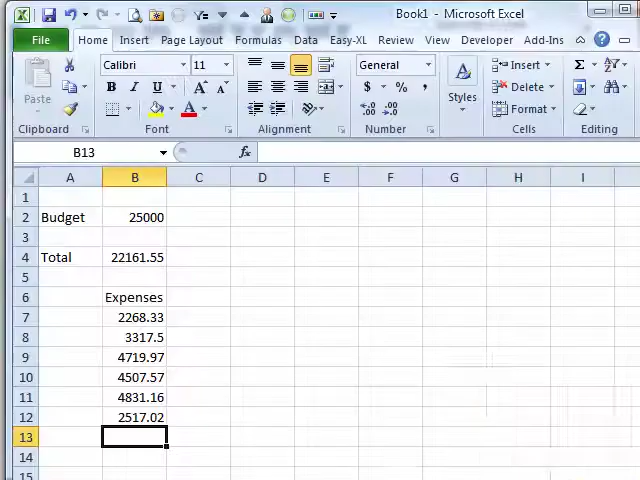 Book1 - Microsoft Excel
File Home Insert Page Layout Formulas Data Easy-XL Review View Developer Add-Ins
Paste Calibri 11 General Styles Insert Delete Format
B I U A A $ % ,
Clipboard Font Alignment Number Cells Editing
B13 fx
A B C D E F G H I
1
2 Budget 25000
3
4 Total 22161.55
5
6 Expenses
7 2268.33
8 3317.5
9 4719.97
10 4507.57
11 4831.16
12 2517.02
13
14
15